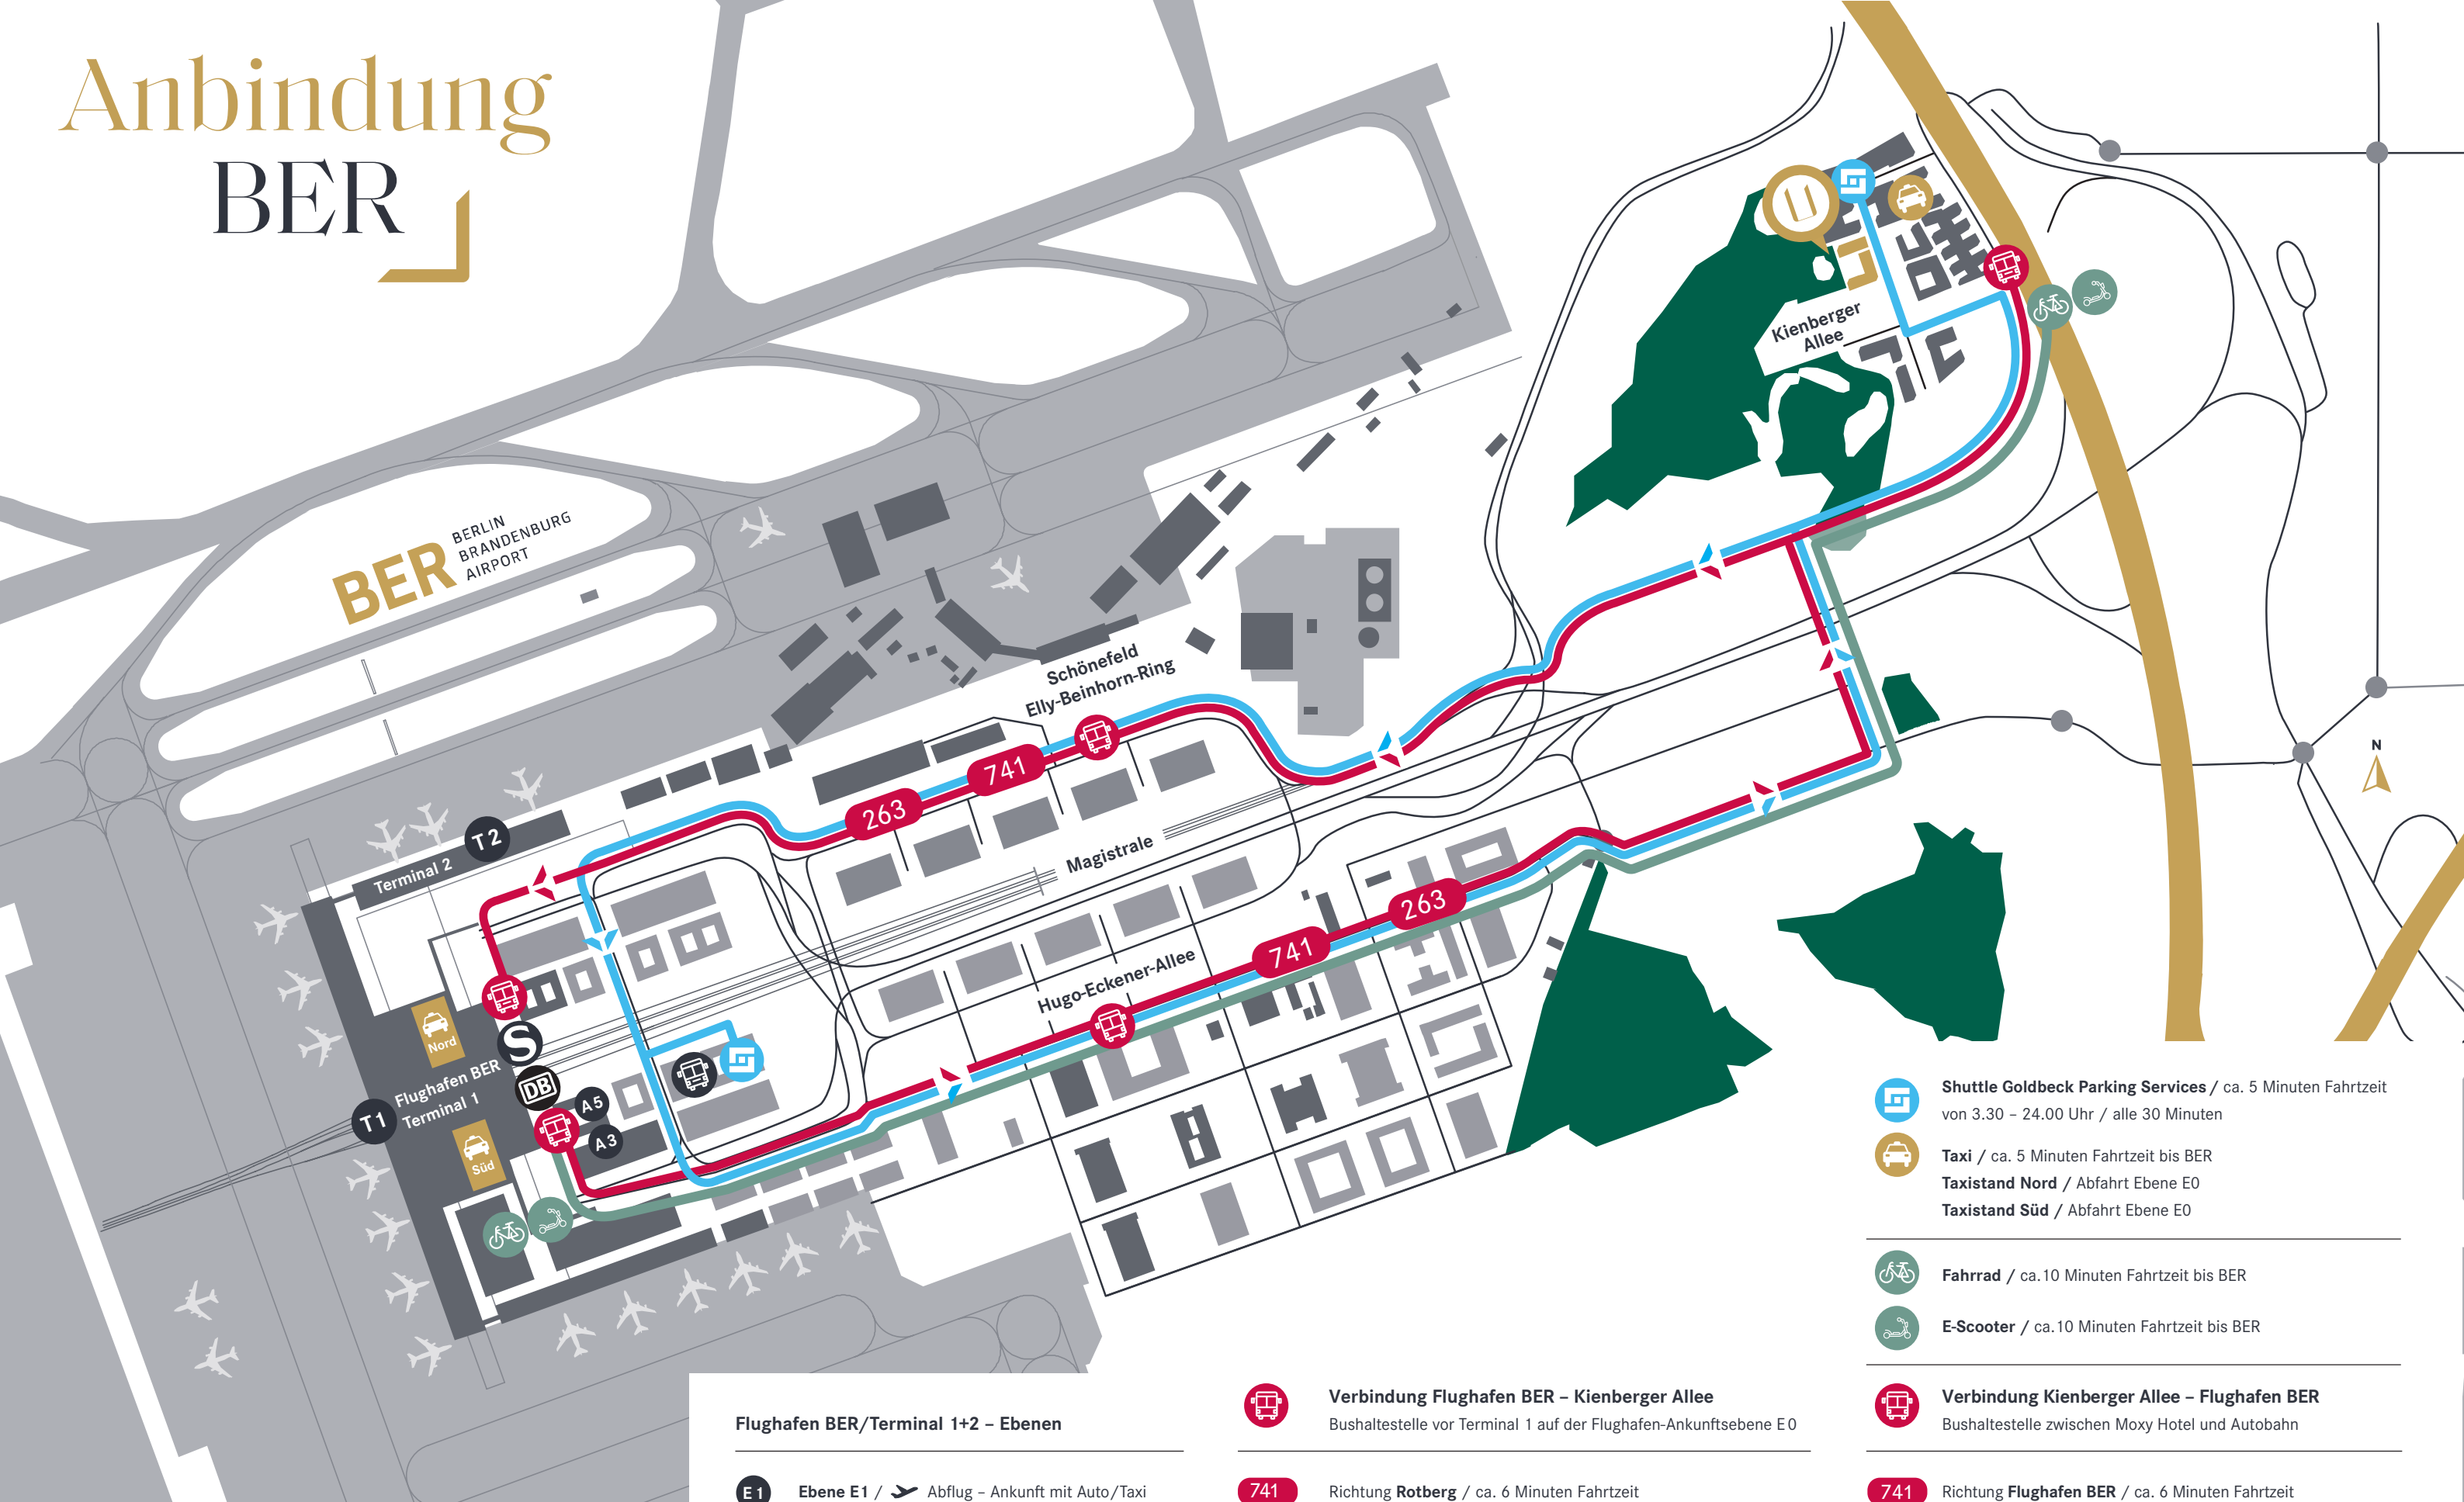 Anbindung
BER
BER
BERLIN
BRANDENBURG
AIRPORT
Kienberger
Allee
Schönefeld
Elly-Beinhorn-Ring
741
263
N
Terminal 2
T2
Magistrale
263
741
Hugo-Eckener-Allee
Nord
S
DB
Flughafen BER
Terminal 1
T1
A5
A3
Süd
Shuttle Goldbeck Parking Services / ca. 5 Minuten Fahrtzeit
von 3.30 – 24.00 Uhr / alle 30 Minuten
Taxi / ca. 5 Minuten Fahrtzeit bis BER
Taxistand Nord / Abfahrt Ebene E0
Taxistand Süd / Abfahrt Ebene E0
Fahrrad / ca.10 Minuten Fahrtzeit bis BER
E-Scooter / ca.10 Minuten Fahrtzeit bis BER
Flughafen BER/Terminal 1+2 – Ebenen
E1 Ebene E1 / Abflug – Ankunft mit Auto/Taxi
Verbindung Flughafen BER – Kienberger Allee
Bushaltestelle vor Terminal 1 auf der Flughafen-Ankunftsebene E0
741 Richtung Rotberg / ca. 6 Minuten Fahrtzeit
Verbindung Kienberger Allee – Flughafen BER
Bushaltestelle zwischen Moxy Hotel und Autobahn
741 Richtung Flughafen BER / ca. 6 Minuten Fahrtzeit